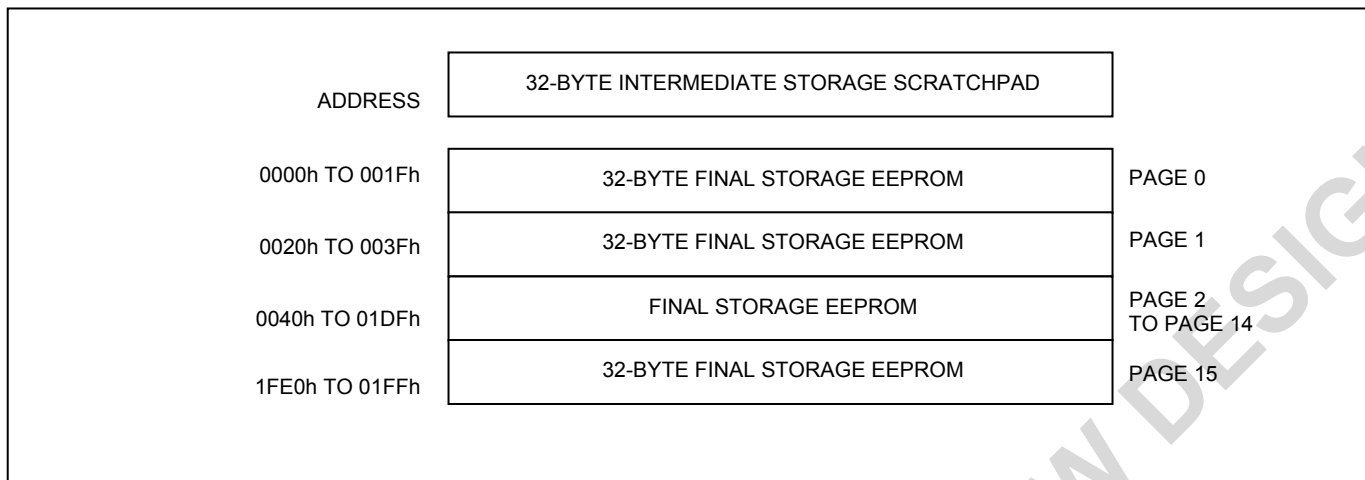 32-BYTE INTERMEDIATE STORAGE SCRATCHPAD
ADDRESS
0000h TO 001Fh 32-BYTE FINAL STORAGE EEPROM PAGE 0
0020h TO 003Fh 32-BYTE FINAL STORAGE EEPROM PAGE 1
0040h TO 01DFh FINAL STORAGE EEPROM PAGE 2
TO PAGE 14
1FE0h TO 01FFh 32-BYTE FINAL STORAGE EEPROM PAGE 15